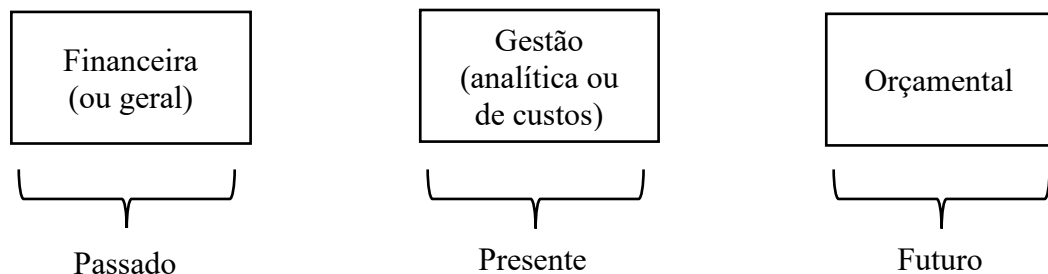 Financeira
(ou geral)
Gestão
(analítica ou
de custos)
Orçamental
Passado
Presente
Futuro